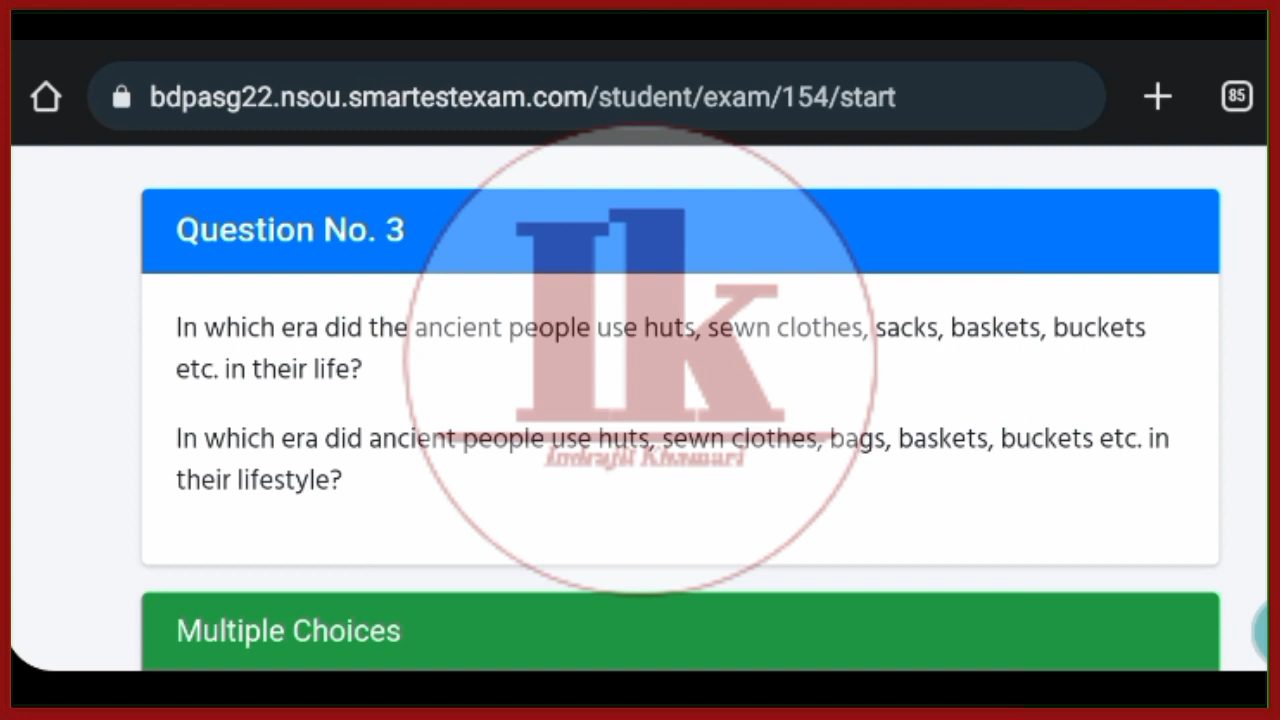 bdpasg22.nsou.smartestexam.com/student/exam/154/start
85
Question No. 3
In which era did the ancient people use huts, sewn clothes, sacks, baskets, buckets
etc. in their life?
In which era did ancient people use huts, sewn clothes, bags, baskets, buckets etc. in
their lifestyle?
Ik
Indrajit Khamari
Multiple Choices